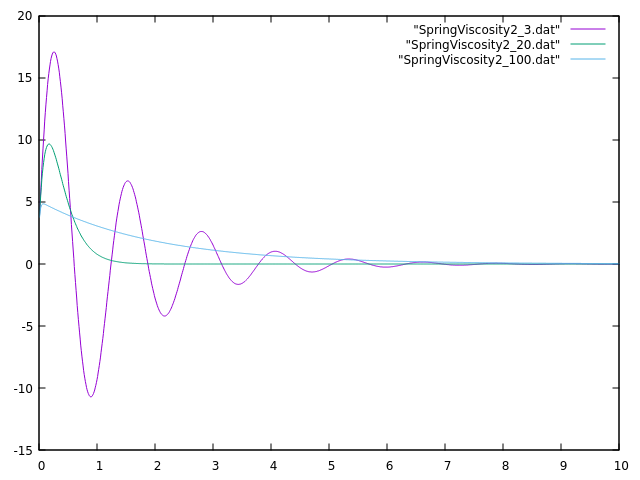 20
"SpringViscosity2_3.dat"
"SpringViscosity2_20.dat"
"SpringViscosity2_100.dat"
15
10
5
0
-5
-10
-15
0 1 2 3 4 5 6 7 8 9 10